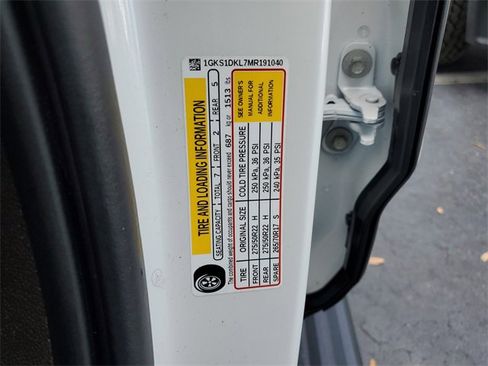 1GKS1DKL7MR191040
TIRE AND LOADING INFORMATION
SEATING CAPACITY TOTAL 7 FRONT 2 REAR 5
The combined weight of occupants and cargo should never exceed 687 kg or 1513 lbs
TIRE ORIGINAL SIZE COLD TIRE PRESSURE SEE OWNER'S MANUAL FOR ADDITIONAL INFORMATION
FRONT 275/50R22 H 250 kPa, 36 PSI
REAR 275/50R22 H 250 kPa, 36 PSI
SPARE 265/70R17 S 240 kPa, 35 PSI